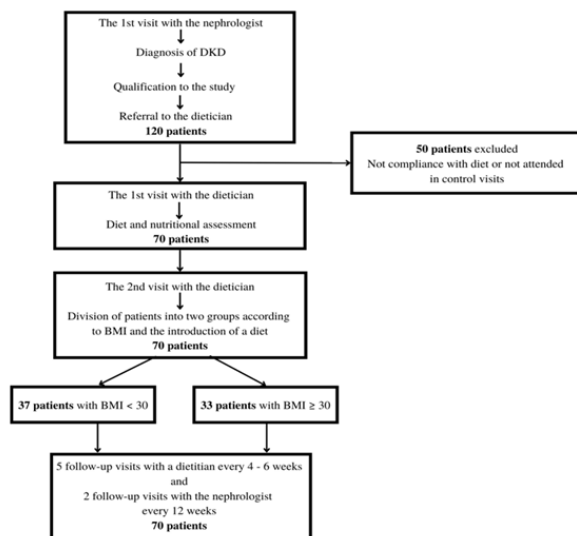 The 1st visit with the nephrologist
Diagnosis of DKD
Qualification to the study
Referral to the dietician
120 patients
50 patients excluded
Not compliance with diet or not attended
in control visits
The 1st visit with the dietician
Diet and nutritional assessment
70 patients
The 2nd visit with the dietician
Division of patients into two groups according
to BMI and the introduction of a diet
70 patients
37 patients with BMI < 30
33 patients with BMI ≥ 30
5 follow-up visits with a dietitian every 4 - 6 weeks
and
2 follow-up visits with the nephrologist
every 12 weeks
70 patients